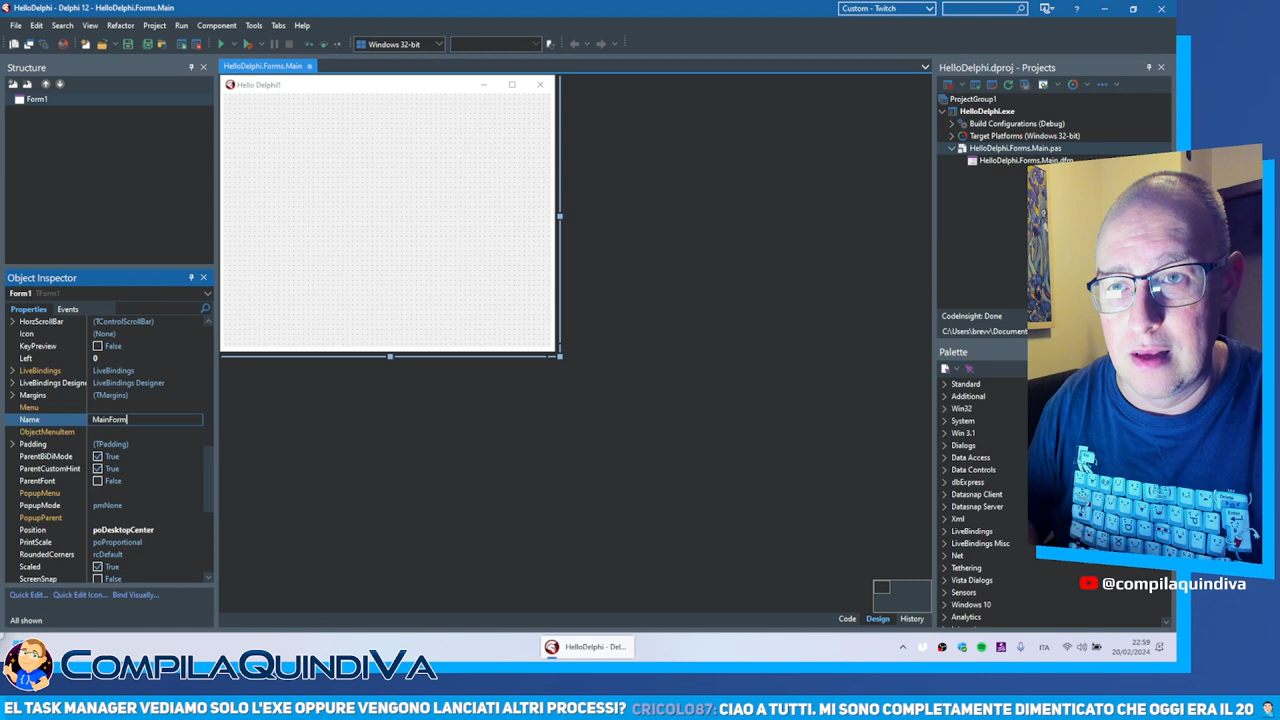 HelloDelphi - Delphi 12 - HelloDelphi.Forms.Main
Custom - Twitch
File Edit Search View Refactor Project Run Component Tools Tabs Help
Windows 32-bit
Structure
Form1
HelloDelphi.Forms.Main
Hello Delphi!!
HelloDelphi.dproj - Projects
ProjectGroup1
HelloDelphi.exe
Build Configurations (Debug)
Target Platforms (Windows 32-bit)
HelloDelphi.Forms.Main.pas
HelloDelphi.Forms.Main.dfm
CodeInsight: Done
C:\Users\brevv\Document
Object Inspector
Form1 TForm1
Properties Events
HorzScrollBar (TControlScrollBar)
Icon (None)
KeyPreview False
Left 0
LiveBindings LiveBindings
LiveBindings Designer LiveBindings Designer
Margins (TMargins)
Menu
Name MainForm
ObjectMenuItem
Padding (TPadding)
ParentBiDiMode True
ParentCustomHint True
ParentFont False
PopupMenu
PopupMode pmNone
PopupParent
Position poDesktopCenter
PrintScale poProportional
RoundedCorners rcDefault
Scaled True
ScreenSnap False
Quick Edit... Quick Edit Icon... Bind Visually...
All shown
Palette
Standard
Additional
Win32
System
Win 3.1
Dialogs
Data Access
Data Controls
dbExpress
Datasnap Client
Datasnap Server
Xml
LiveBindings
LiveBindings Misc
Net
Tethering
Vista Dialogs
Sensors
Windows 10
Analytics
Code Design History
@compilaquindiva
HelloDelphi - Del...
ITA
22:59
20/02/2024
COMPILAQUINDIVA
EL TASK MANAGER VEDIAMO SOLO L'EXE OPPURE VENGONO LANCIATI ALTRI PROCESSI? CRICOLO87: CIAO A TUTTI. MI SONO COMPLETAMENTE DIMENTICATO CHE OGGI ERA IL 20